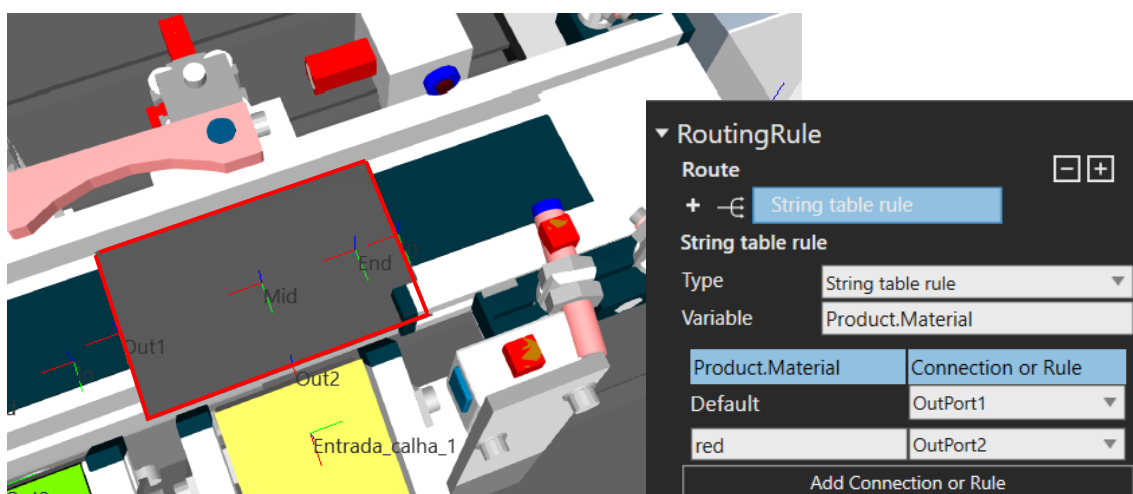 End
Mid
Out1
Out2
Entrada_calha_1
RoutingRule
Route
String table rule
String table rule
Type
String table rule
Variable
Product.Material
Product.Material
Connection or Rule
Default
OutPort1
red
OutPort2
Add Connection or Rule